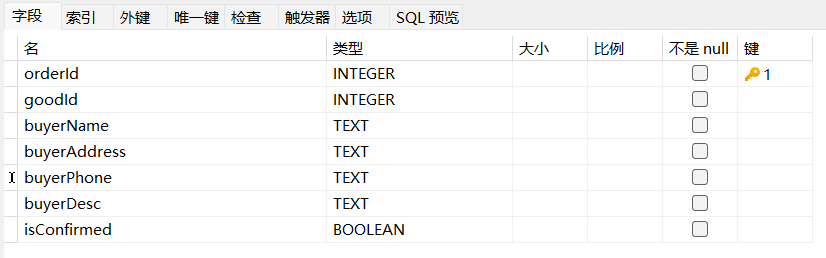 字段 索引 外键 唯一键 检查 触发器 选项 SQL 预览
名 类型 大小 比例 不是 null 键
orderId INTEGER 1
goodId INTEGER
buyerName TEXT
buyerAddress TEXT
buyerPhone TEXT
buyerDesc TEXT
isConfirmed BOOLEAN